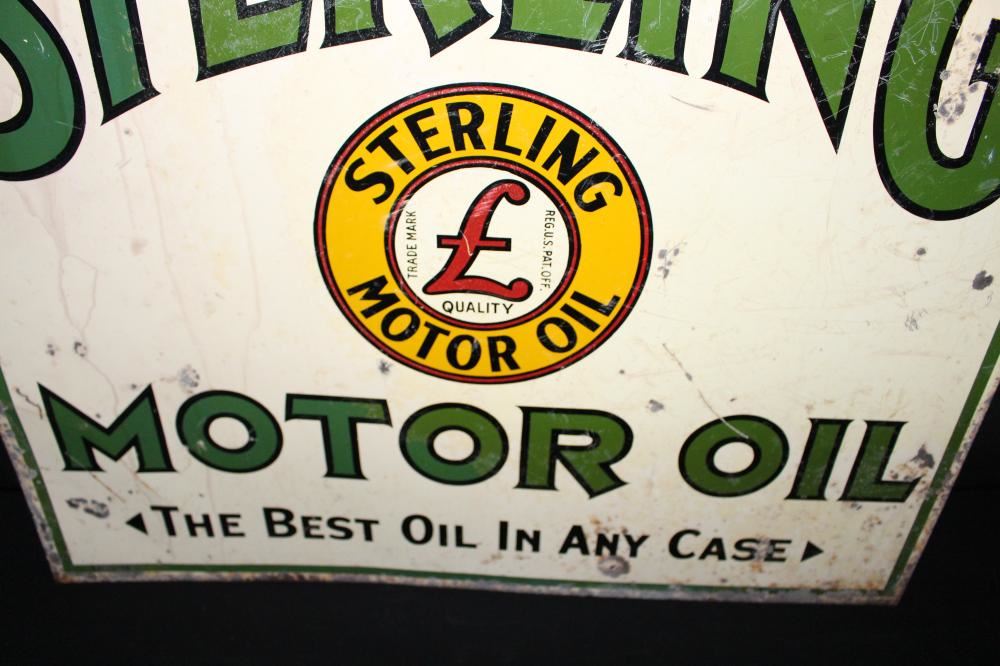 STERLING
STERLING
TRADE MARK
£
REG. U.S. PAT. OFF.
QUALITY
MOTOR OIL
MOTOR OIL
THE BEST OIL IN ANY CASE